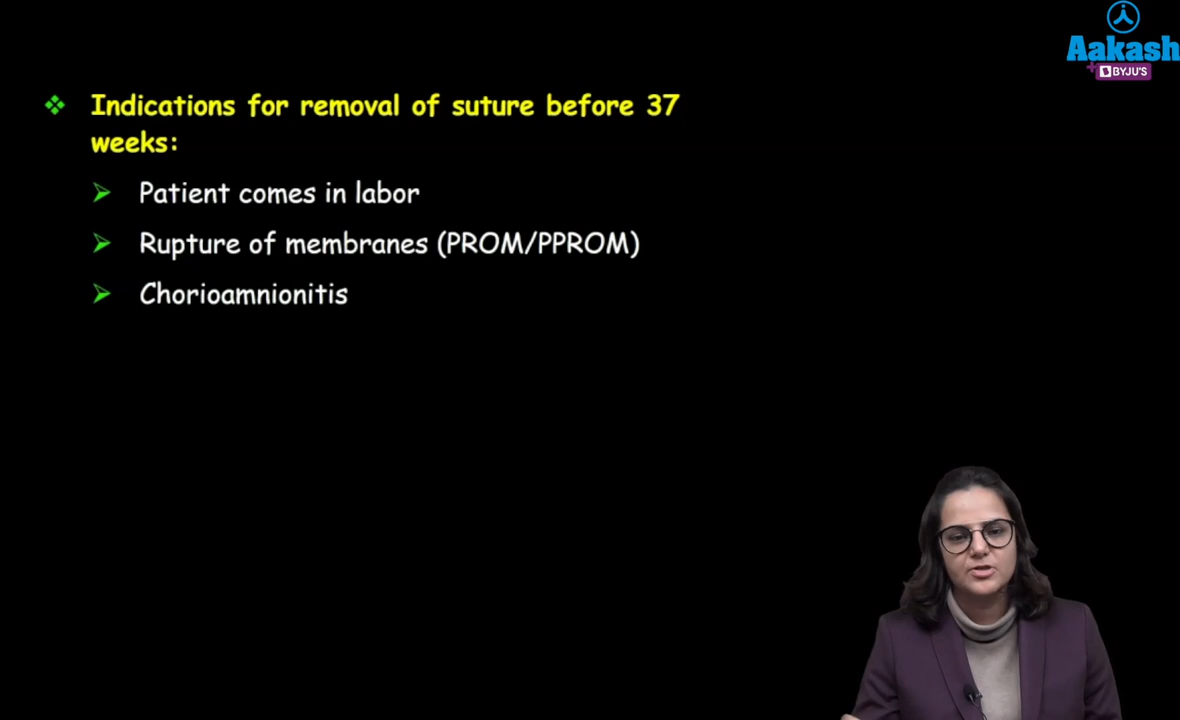 Aakash
BYJU'S
Indications for removal of suture before 37
weeks:
Patient comes in labor
Rupture of membranes (PROM/PPROM)
Chorioamnionitis